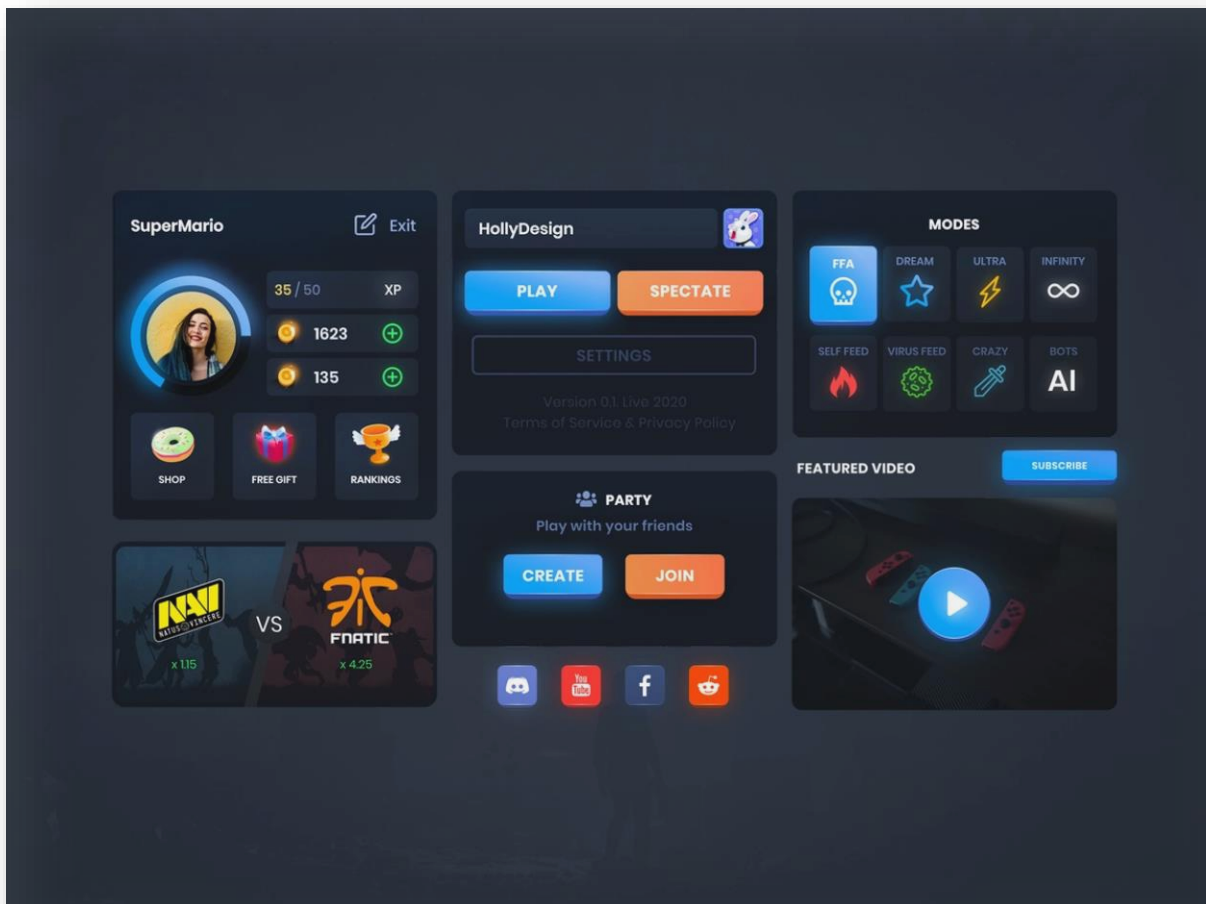 SuperMario
Exit
35 / 50 XP
1623
135
SHOP
FREE GIFT
RANKINGS
NAVI
NATUS VINCERE
VS
FNATIC
x 1.15
x 4.25
HollyDesign
PLAY
SPECTATE
SETTINGS
Version 0.1. Live 2020
Terms of Service & Privacy Policy
PARTY
Play with your friends
CREATE
JOIN
You
Tube
f
MODES
FFA
DREAM
ULTRA
INFINITY
SELF FEED
VIRUS FEED
CRAZY
BOTS
AI
FEATURED VIDEO
SUBSCRIBE